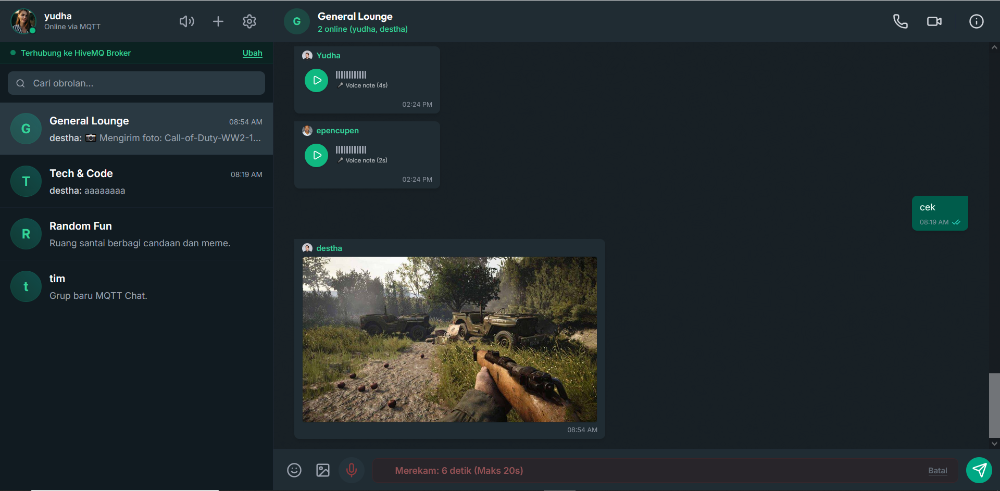 yudha
Online via MQTT
Terhubung ke HiveMQ Broker
Ubah
Cari obrolan...
General Lounge
08:54 AM
destha: 📷 Mengirim foto: Call-of-Duty-WW2-1...
Tech & Code
08:19 AM
destha: aaaaaaaa
Random Fun
Ruang santai berbagi candaan dan meme.
tim
Grup baru MQTT Chat.
G
T
R
t
G
General Lounge
2 online (yudha, destha)
Yudha
🎤 Voice note (4s)
02:24 PM
epencupen
🎤 Voice note (2s)
02:24 PM
cek
08:19 AM
destha
08:54 AM
Merekam: 6 detik (Maks 20s)
Batal